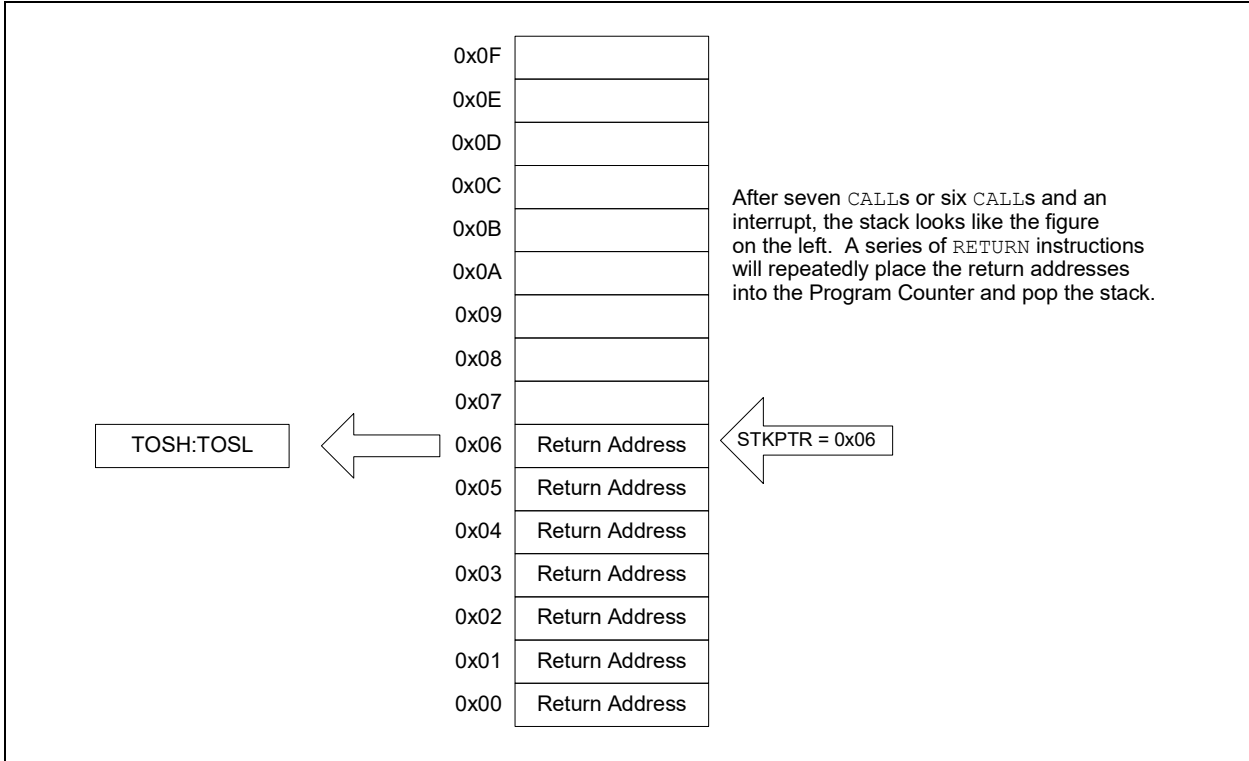 0x0F
0x0E
0x0D
0x0C
0x0B
0x0A
0x09
0x08
0x07
After seven CALLs or six CALLs and an
interrupt, the stack looks like the figure
on the left. A series of RETURN instructions
will repeatedly place the return addresses
into the Program Counter and pop the stack.
TOSH:TOSL
0x06 Return Address
STKPTR = 0x06
0x05 Return Address
0x04 Return Address
0x03 Return Address
0x02 Return Address
0x01 Return Address
0x00 Return Address